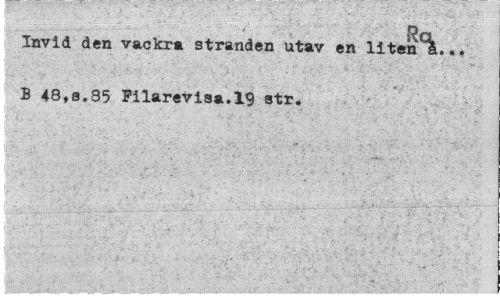 Ra
Invid den vackra stranden utav en liten å...
B 48,s.85 Filarevisa.19 str.